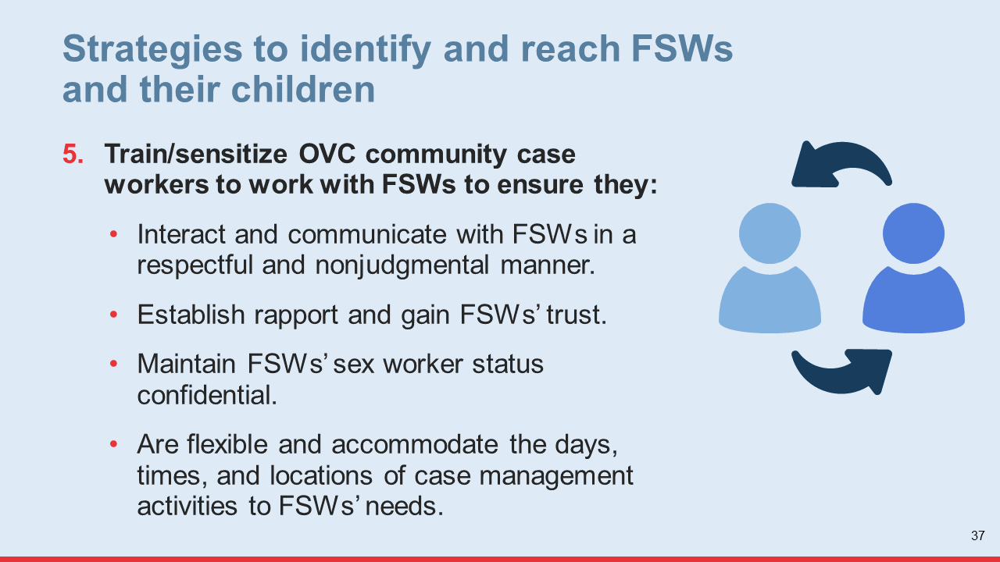 Strategies to identify and reach FSWs
and their children
5. Train/sensitize OVC community case
workers to work with FSWs to ensure they:
• Interact and communicate with FSWs in a
respectful and nonjudgmental manner.
• Establish rapport and gain FSWs’ trust.
• Maintain FSWs’ sex worker status
confidential.
• Are flexible and accommodate the days,
times, and locations of case management
activities to FSWs’ needs.
37